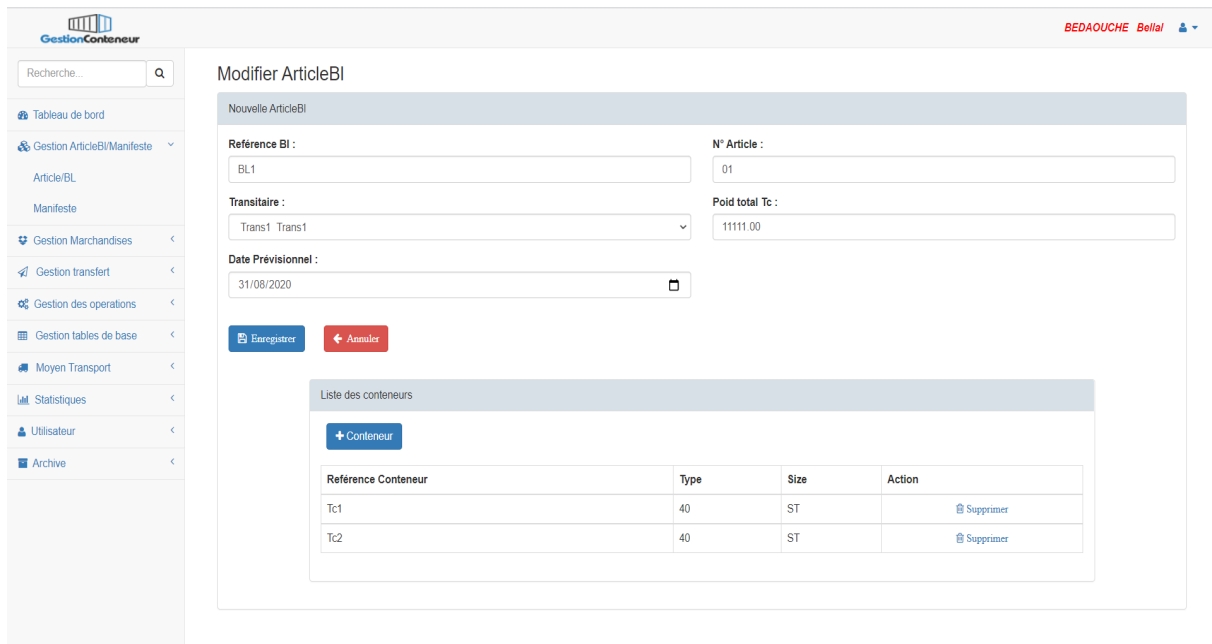 GestionConteneur
BEDAOUCHE Bellal
Recherche...
Tableau de bord
Gestion ArticleBl/Manifeste
Article/BL
Manifeste
Gestion Marchandises
Gestion transfert
Gestion des operations
Gestion tables de base
Moyen Transport
Statistiques
Utilisateur
Archive
Modifier ArticleBl
Nouvelle ArticleBl
Reférence Bl :
N° Article :
BL1
01
Transitaire :
Poid total Tc :
Trans1 Trans1
11111.00
Date Prévisionnel :
31/08/2020
Enregistrer
Annuler
Liste des conteneurs
+Conteneur
Reférence Conteneur Type Size Action
Tc1 40 ST Supprimer
Tc2 40 ST Supprimer